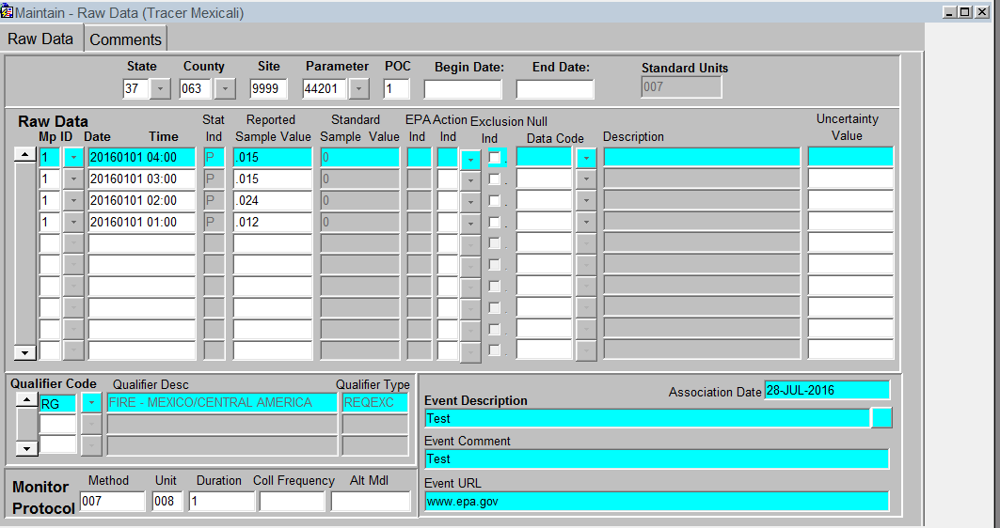 Maintain - Raw Data (Tracer Mexicali)
Raw Data Comments
State County Site Parameter POC Begin Date: End Date: Standard Units
37 063 9999 44201 1 007
Raw Data Stat Reported Standard EPA Action Exclusion Null Uncertainty
Mp ID Date Time Ind Sample Value Sample Value Ind Ind Ind Data Code Description Value
1 20160101 04:00 P .015 0
1 20160101 03:00 P .015 0
1 20160101 02:00 P .024 0
1 20160101 01:00 P .012 0
Qualifier Code Qualifier Desc Qualifier Type
RG FIRE - MEXICO/CENTRAL AMERICA REQEXC
Association Date 28-JUL-2016
Event Description
Test
Event Comment
Test
Event URL
www.epa.gov
Monitor Protocol Method Unit Duration Coll Frequency Alt Mdl
007 008 1